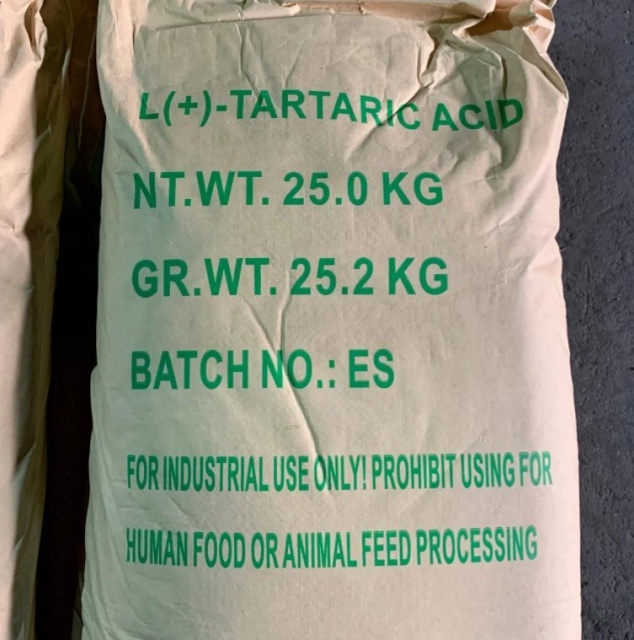 L(+)-TARTARIC ACID
NT.WT. 25.0 KG
GR.WT. 25.2 KG
BATCH NO.: ES
FOR INDUSTRIAL USE ONLY! PROHIBIT USING FOR
HUMAN FOOD OR ANIMAL FEED PROCESSING